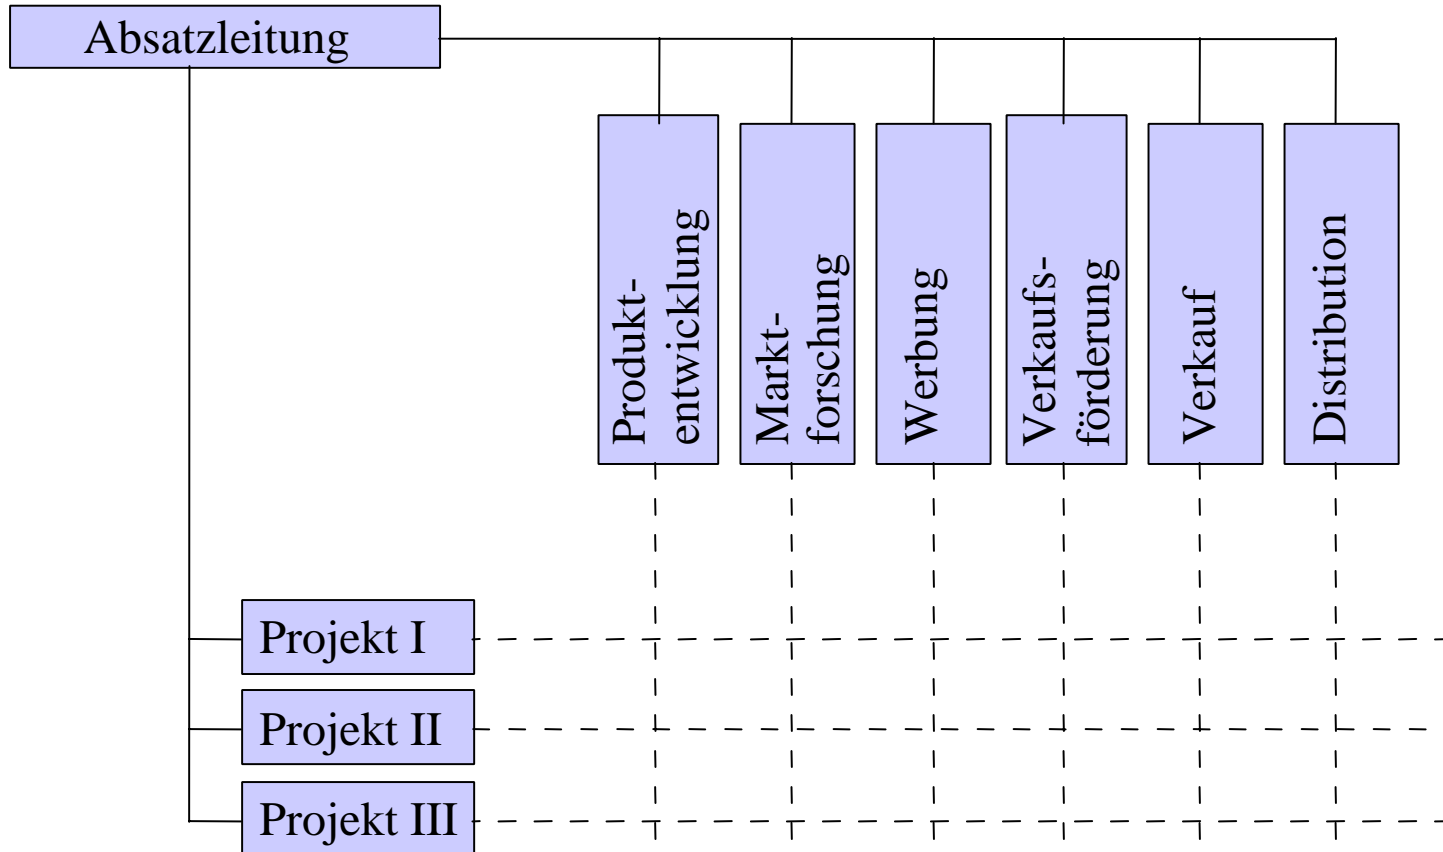 Absatzleitung
Produkt-
entwicklung
Markt-
forschung
Werbung
Verkaufs-
förderung
Verkauf
Distribution
Projekt I
Projekt II
Projekt III